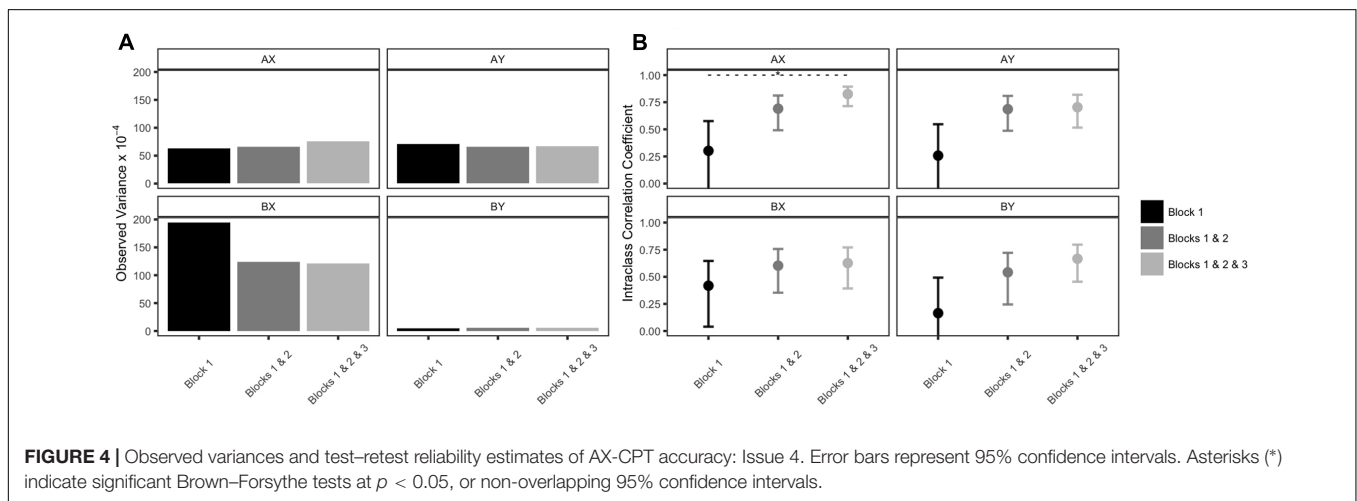 A
B
AX
AY
AX
AY
200
150
100
50
0
1.00
0.75
0.50
0.25
0.00
*
BX
BY
BX
BY
200
150
100
50
0
1.00
0.75
0.50
0.25
0.00
Observed Variance x 10⁻⁴
Intraclass Correlation Coefficient
Block 1
Blocks 1 & 2
Blocks 1 & 2 & 3
Block 1
Blocks 1 & 2
Blocks 1 & 2 & 3
Block 1
Blocks 1 & 2
Blocks 1 & 2 & 3
Block 1
Blocks 1 & 2
Blocks 1 & 2 & 3
Block 1
Blocks 1 & 2
Blocks 1 & 2 & 3
FIGURE 4 | Observed variances and test–retest reliability estimates of AX-CPT accuracy: Issue 4. Error bars represent 95% confidence intervals. Asterisks (*)
indicate significant Brown–Forsythe tests at p < 0.05, or non-overlapping 95% confidence intervals.